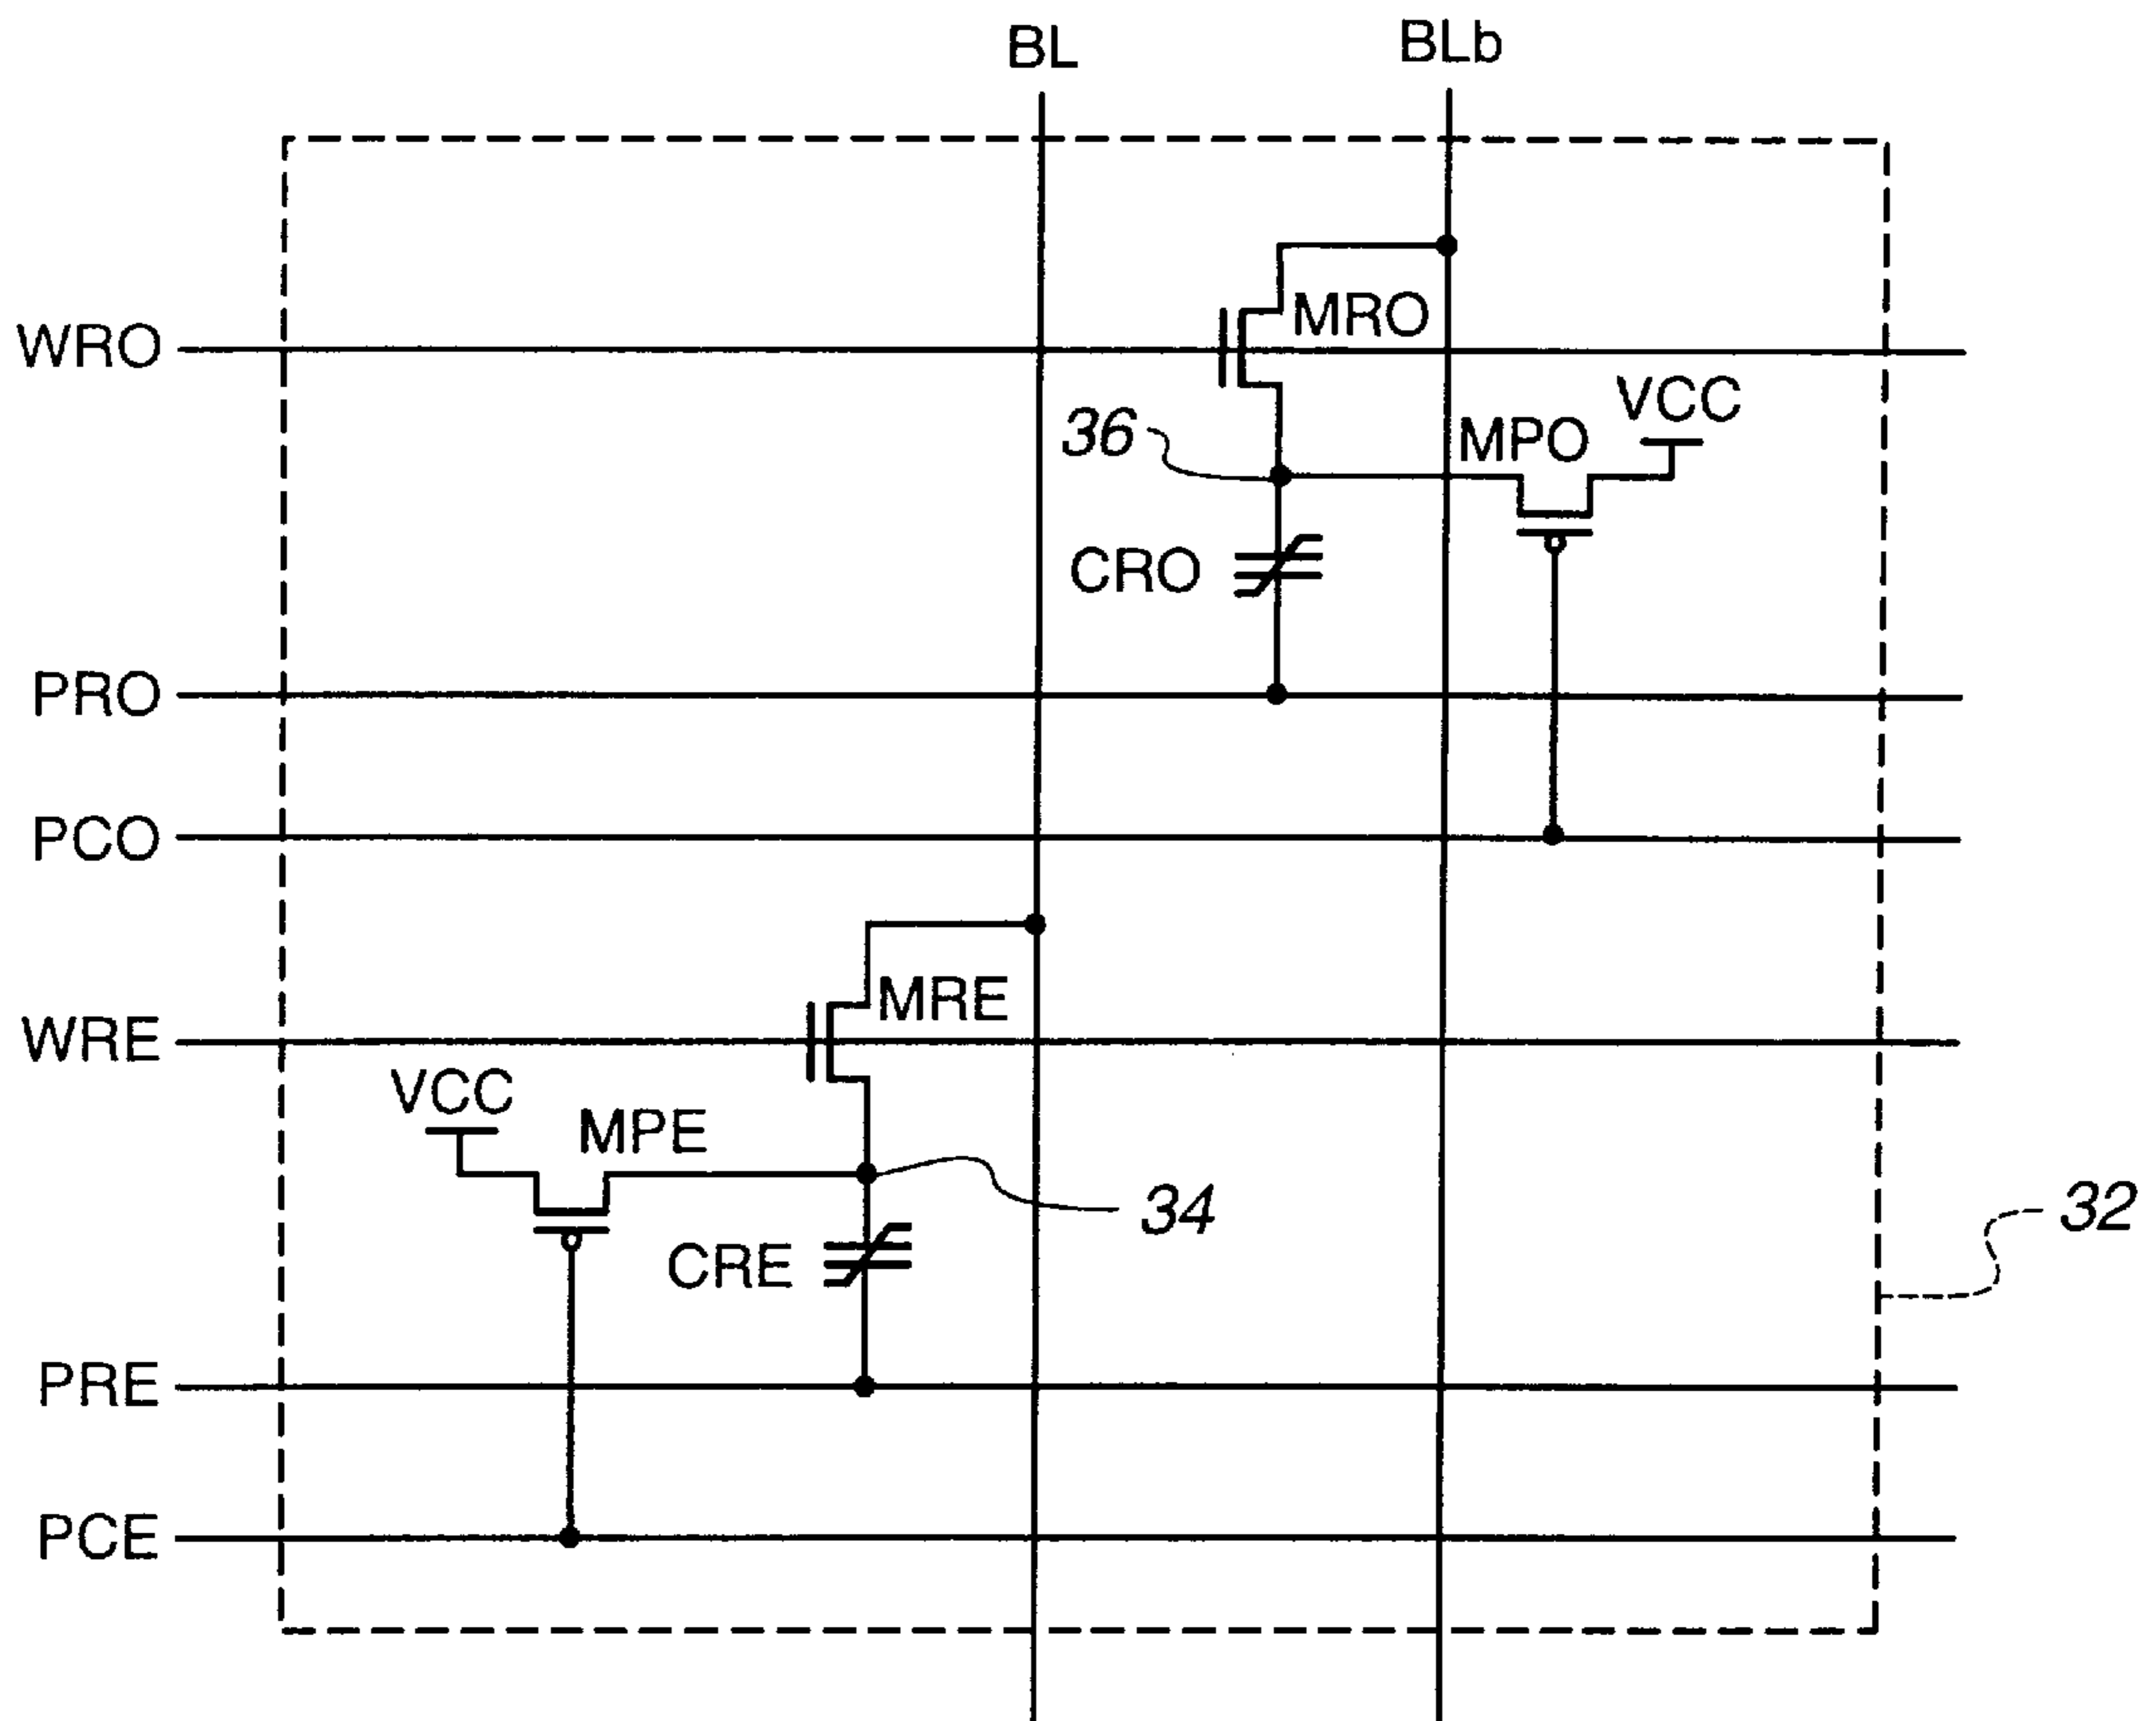 BL
BLb
WRO
MRO
VCC
36
MPO
CRO
PRO
PCO
MRE
WRE
VCC
MPE
34
32
CRE
PRE
PCE